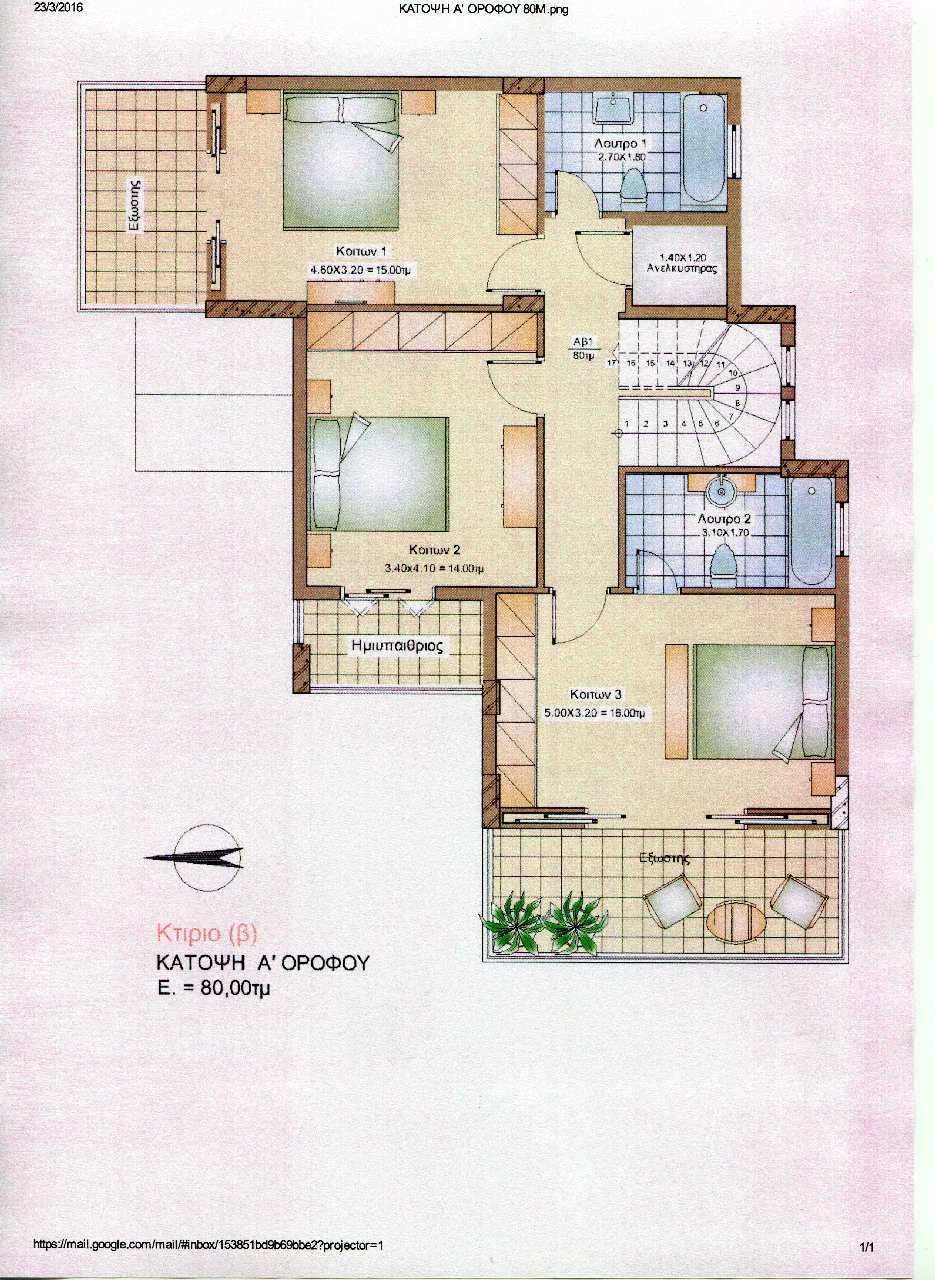 23/3/2016
ΚΑΤΟΨΗ Α' ΟΡΟΦΟΥ 80Μ.png
Λουτρο 1
2.70X1.80
Εξωστης
Κοιτων 1
4.60X3.20 = 15.00τμ
1.40X1.20
Ανελκυστηρας
Αβ1
80τμ
17 16 15 14 13 12 11 10 9 8 7 6 5 4 3 2 1
Λουτρο 2
3.10X1.70
Κοιτων 2
3.40x4.10 = 14.00τμ
Ημιυπαιθριος
Κοιτων 3
5.00X3.20 = 16.00τμ
Εξωστης
Κτιριο (β)
ΚΑΤΟΨΗ Α' ΟΡΟΦΟΥ
Ε. = 80,00τμ
https://mail.google.com/mail/#inbox/153851bd9b69bbe2?projector=1
1/1